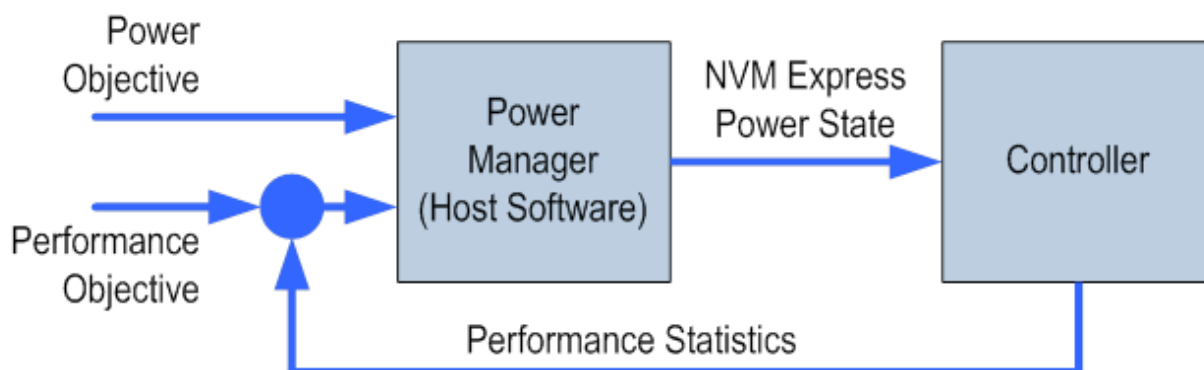 Power
Objective
Performance
Objective
Power
Manager
(Host Software)
NVM Express
Power State
Controller
Performance Statistics